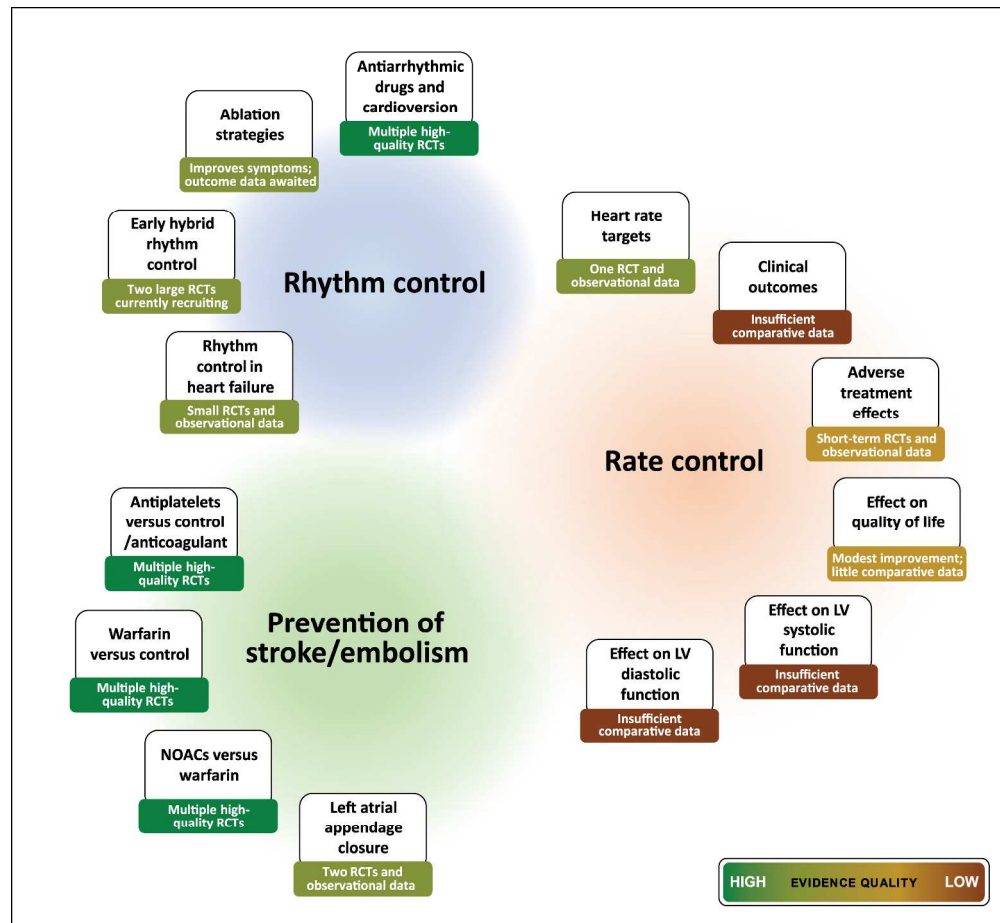 Antiarrhythmic
drugs and
cardioversion
Multiple high-
quality RCTs
Ablation
strategies
Improves symptoms;
outcome data awaited
Early hybrid
rhythm
control
Two large RCTs
currently recruiting
Rhythm
control in
heart failure
Small RCTs and
observational data
Rhythm control
Heart rate
targets
One RCT and
observational data
Clinical
outcomes
Insufficient
comparative data
Adverse
treatment
effects
Short-term RCTs and
observational data
Effect on
quality of life
Modest improvement;
little comparative data
Effect on LV
systolic
function
Insufficient
comparative data
Effect on LV
diastolic
function
Insufficient
comparative data
Rate control
Antiplatelets
versus control
/anticoagulant
Multiple high-
quality RCTs
Warfarin
versus control
Multiple high-
quality RCTs
NOACs versus
warfarin
Multiple high-
quality RCTs
Left atrial
appendage
closure
Two RCTs and
observational data
Prevention of
stroke/embolism
HIGH EVIDENCE QUALITY LOW